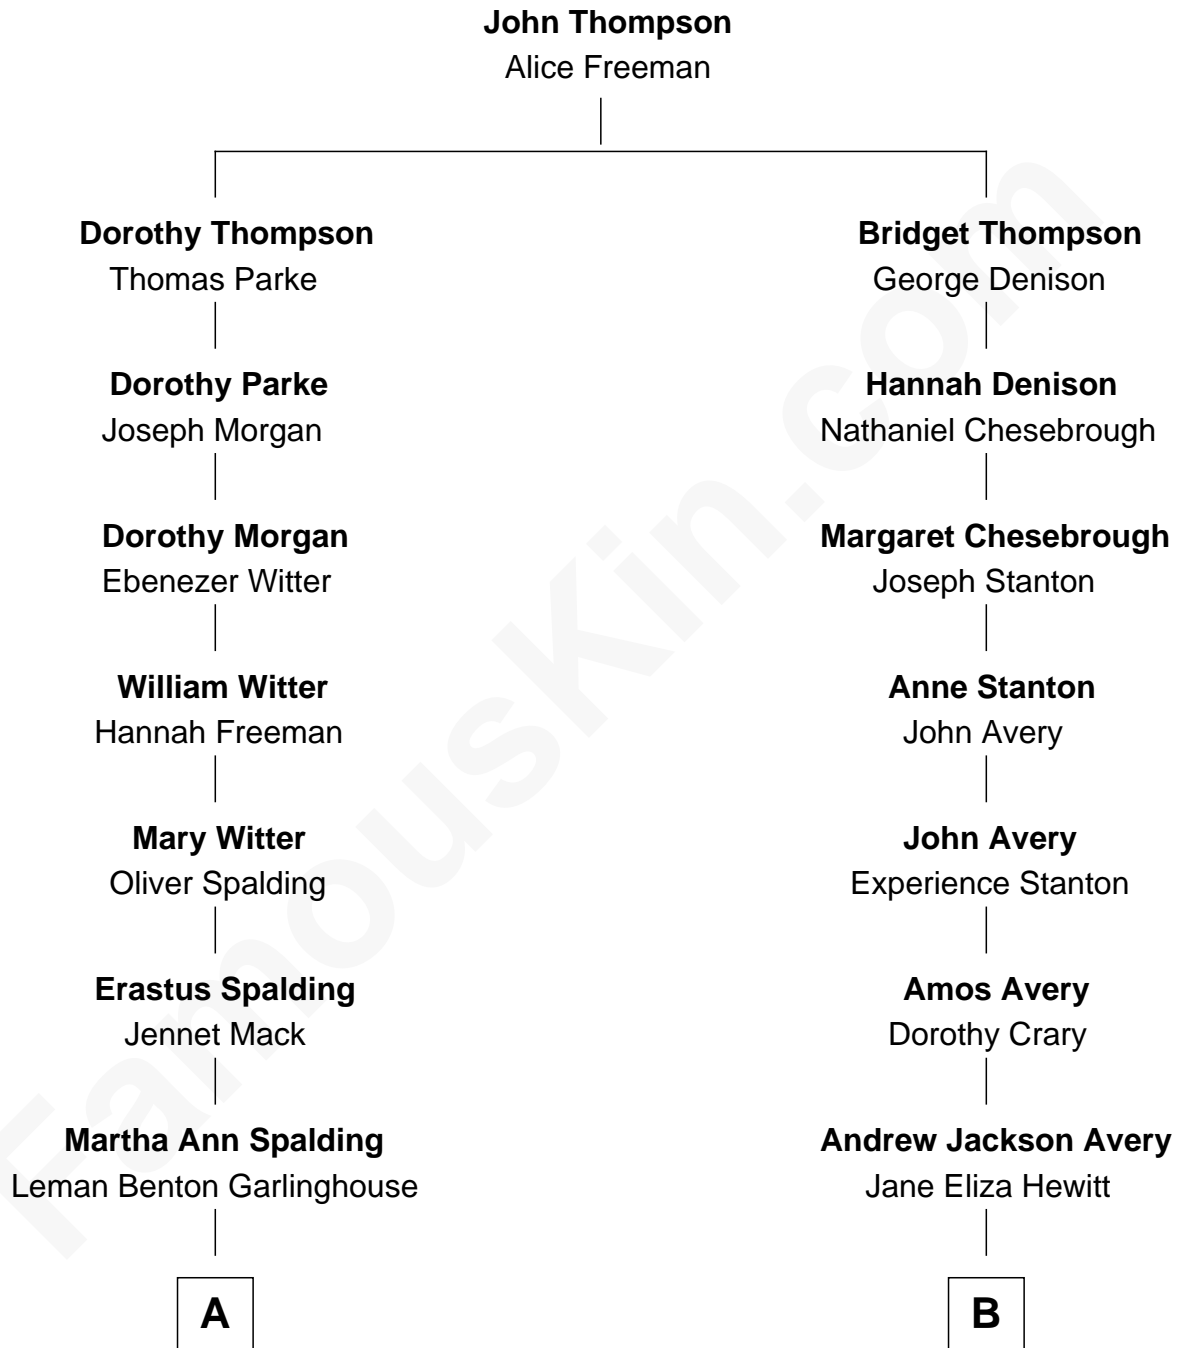 John Thompson
Alice Freeman
Dorothy Thompson
Thomas Parke
Bridget Thompson
George Denison
Dorothy Parke
Joseph Morgan
Hannah Denison
Nathaniel Chesebrough
Dorothy Morgan
Ebenezer Witter
Margaret Chesebrough
Joseph Stanton
William Witter
Hannah Freeman
Anne Stanton
John Avery
Mary Witter
Oliver Spalding
John Avery
Experience Stanton
Erastus Spalding
Jennet Mack
Amos Avery
Dorothy Crary
Martha Ann Spalding
Leman Benton Garlinghouse
Andrew Jackson Avery
Jane Eliza Hewitt
A
B
FamousKin.com